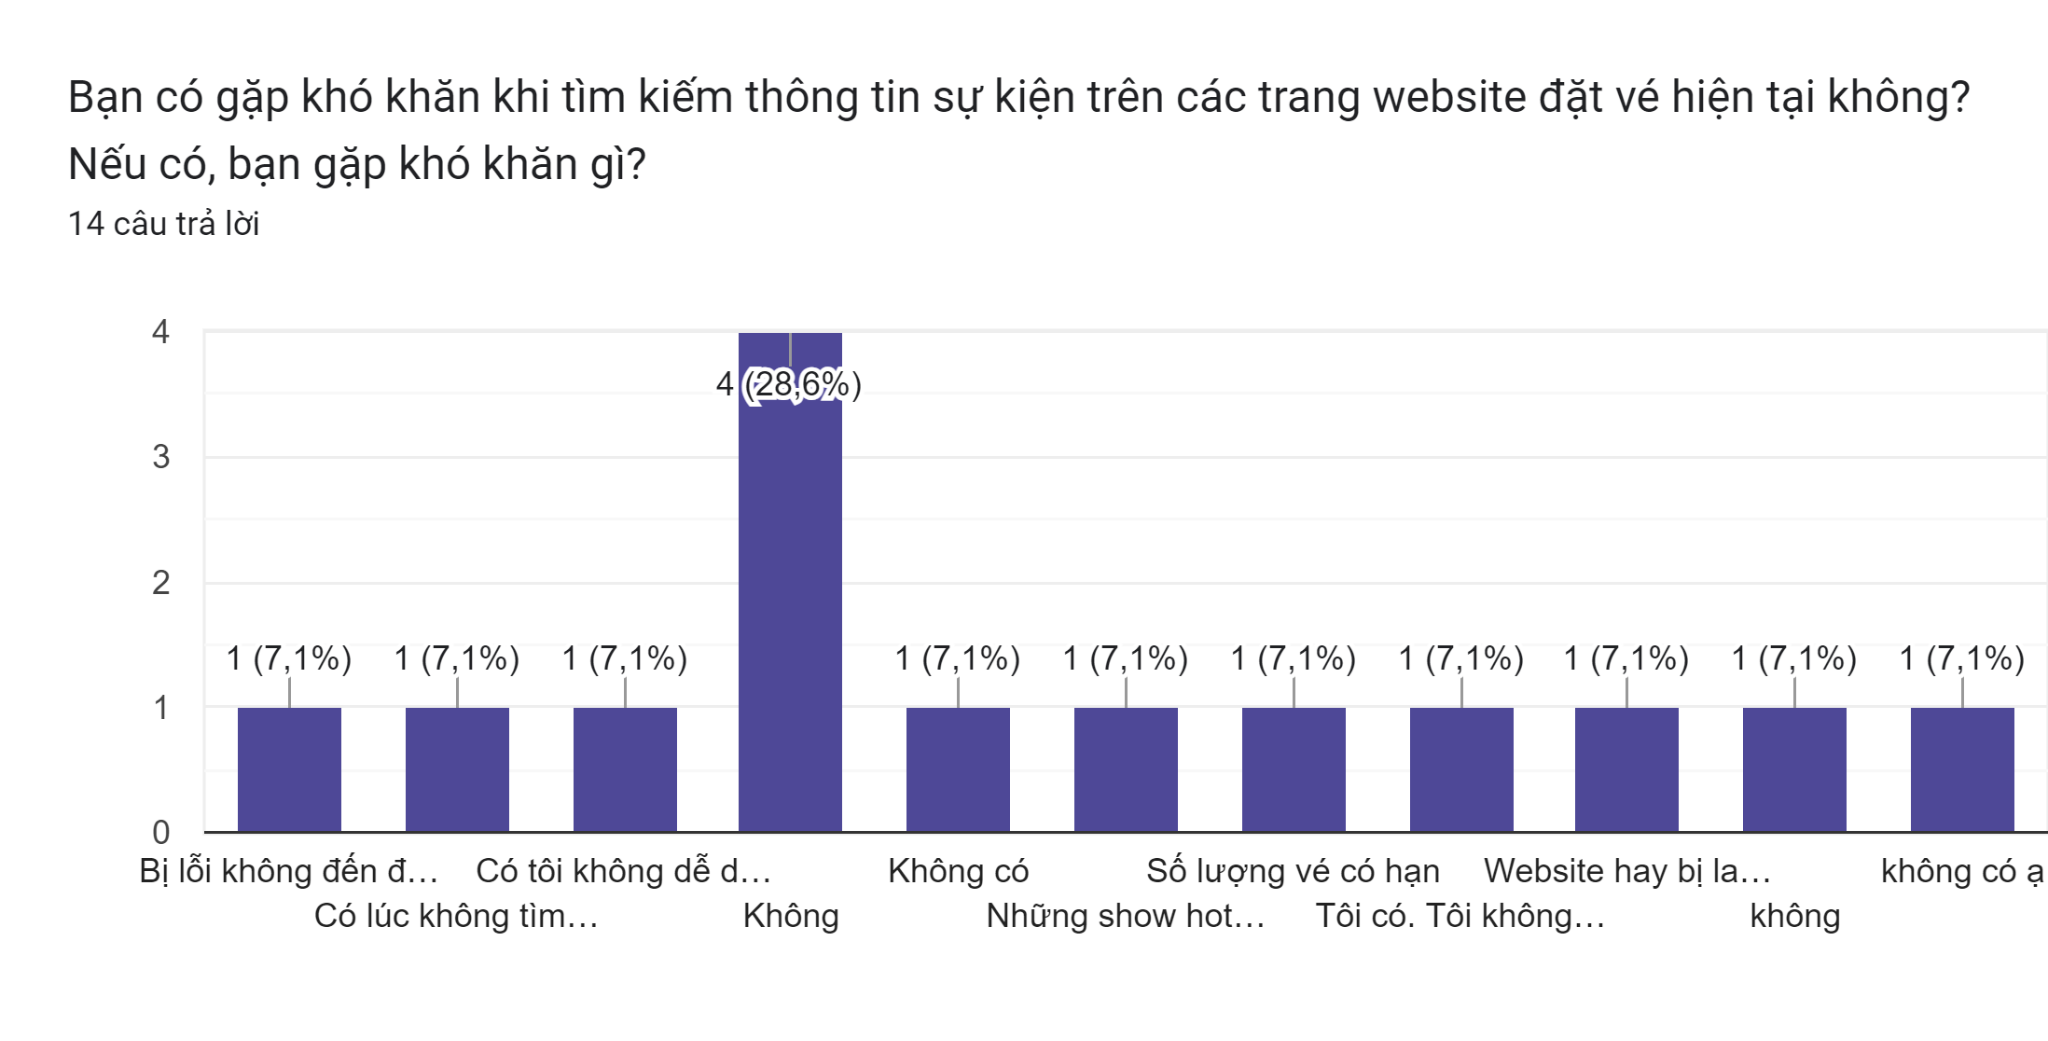 Bạn có gặp khó khăn khi tìm kiếm thông tin sự kiện trên các trang website đặt vé hiện tại không?
Nếu có, bạn gặp khó khăn gì?
14 câu trả lời
4
3
2
1
0
4 (28,6%)
1 (7,1%) 1 (7,1%) 1 (7,1%) 1 (7,1%) 1 (7,1%) 1 (7,1%) 1 (7,1%) 1 (7,1%) 1 (7,1%) 1 (7,1%)
Bị lỗi không đến đ… Có tôi không dễ d… Không có Số lượng vé có hạn Website hay bị la… không có ạ
Có lúc không tìm… Không Những show hot… Tôi có. Tôi không… không